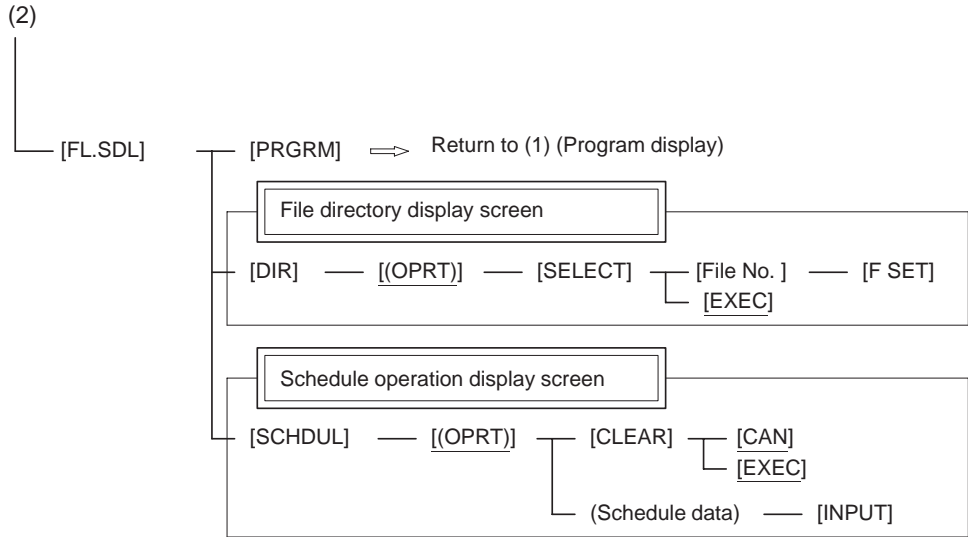 (2)
[FL.SDL] [PRGRM] Return to (1) (Program display)
File directory display screen
[DIR] [(OPRT)] [SELECT] [File No. ] [F SET]
[EXEC]
Schedule operation display screen
[SCHDUL] [(OPRT)] [CLEAR] [CAN]
[EXEC]
(Schedule data) [INPUT]